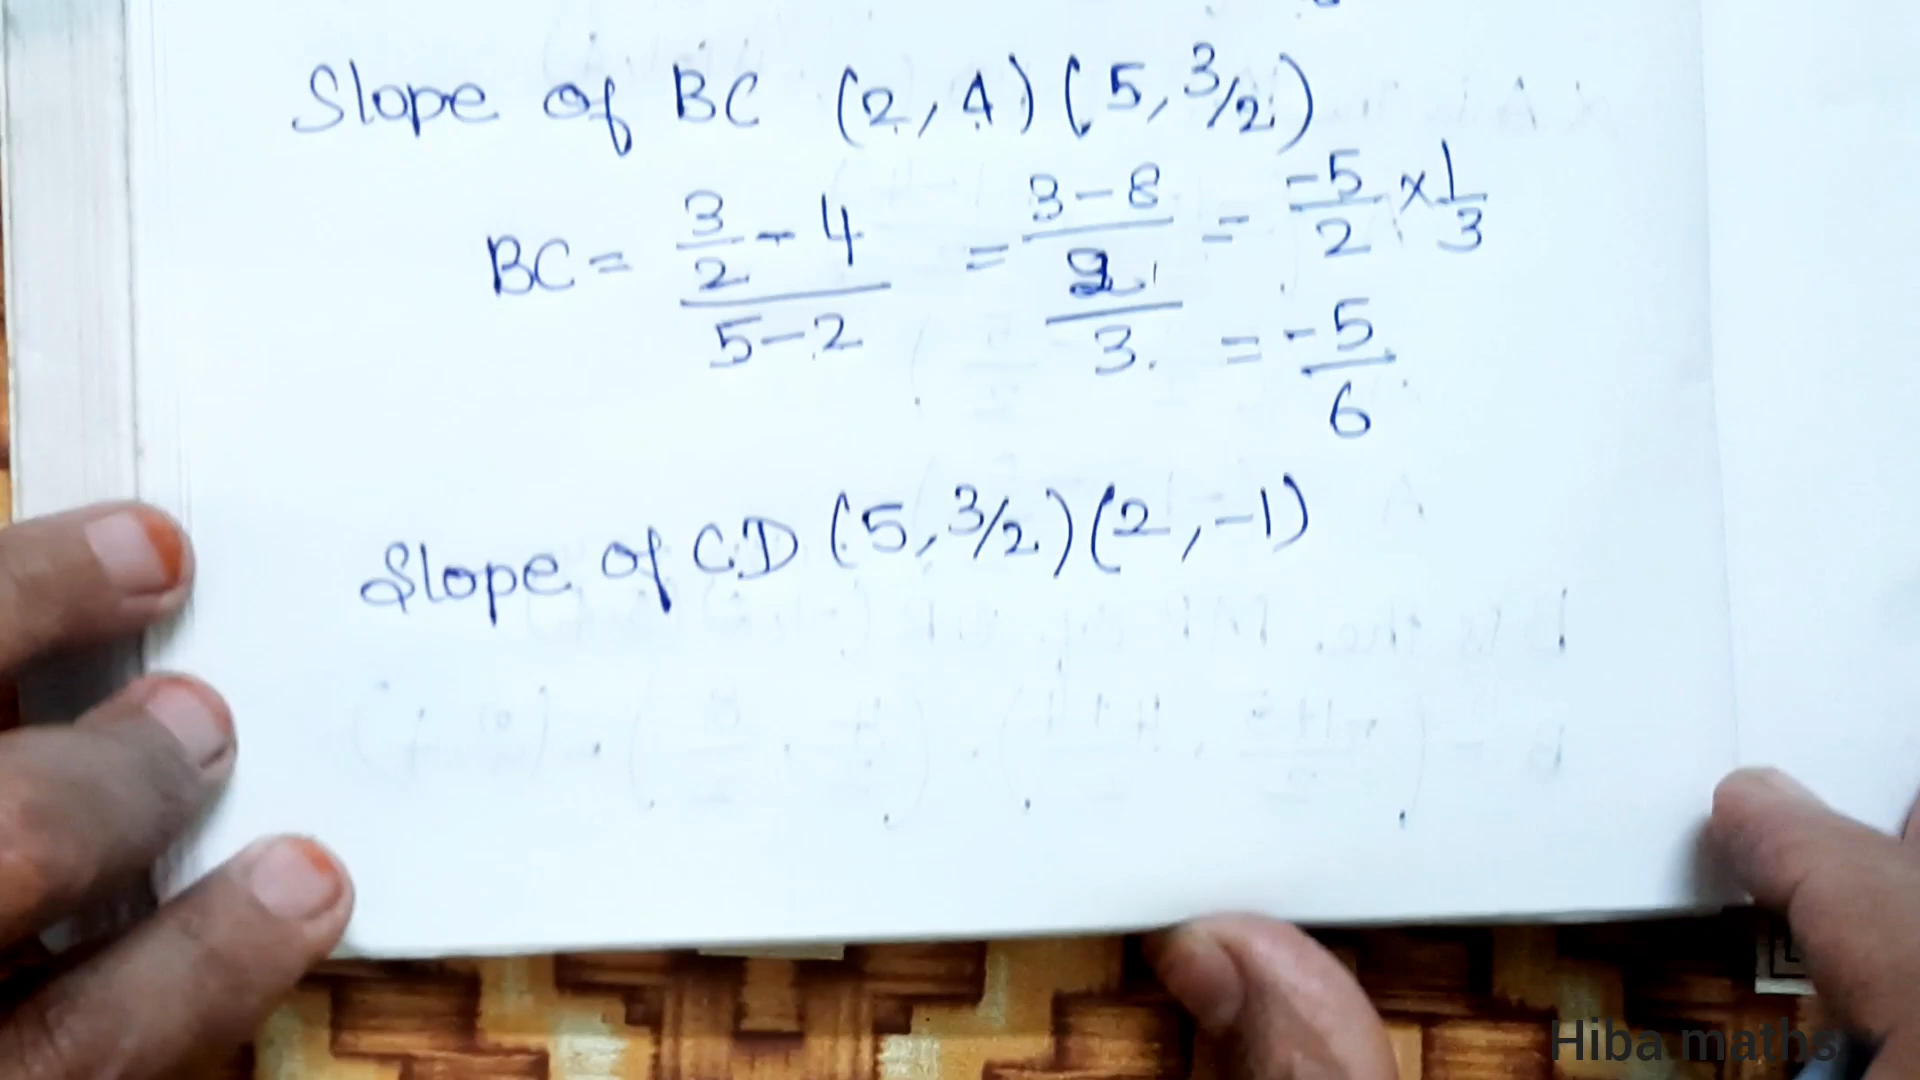 Slope of BC (2, 4) (5, 3/2)
BC = (3/2 - 4)/(5 - 2) = ((3 - 8)/2)/3 = -5/2 × 1/3
= -5/6
Slope of CD (5, 3/2) (2, -1)
Hiba maths